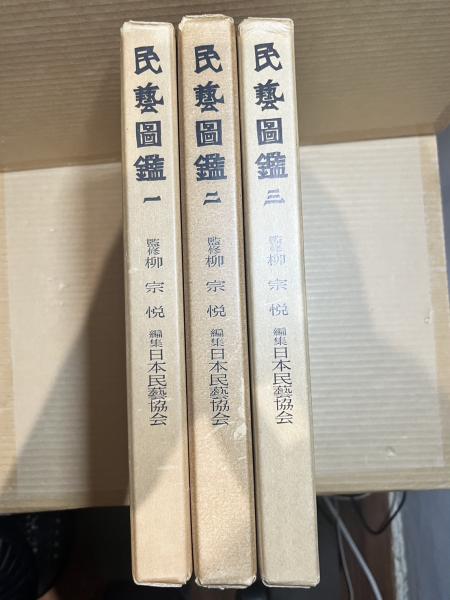 民藝圖鑑 一
監修 柳宗悦
編集 日本民藝協会
民藝圖鑑 二
監修 柳宗悦
編集 日本民藝協会
民藝圖鑑 三
監修 柳宗悦
編集 日本民藝協会